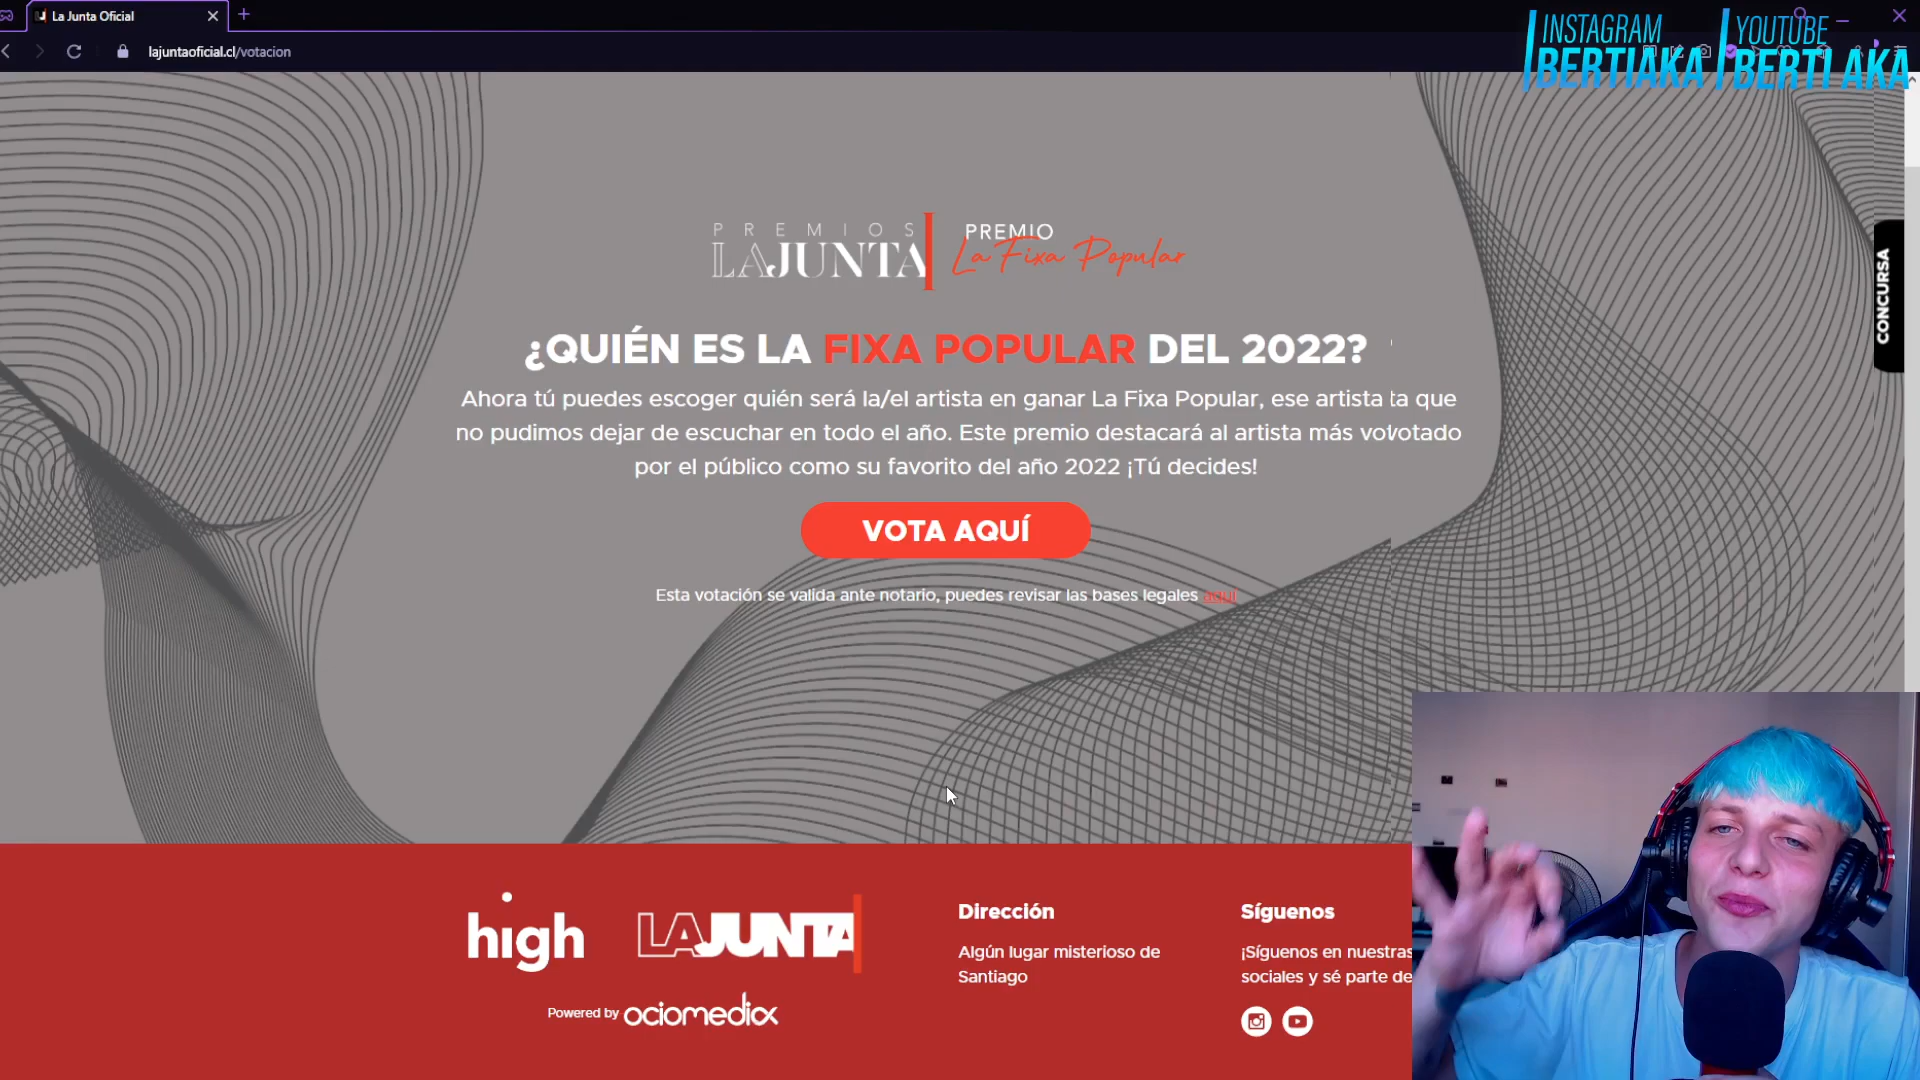 La Junta Oficial
lajuntaoficial.cl/votacion
INSTAGRAM
BERTIAKA
YOUTUBE
BERTI AKA
PREMIOS
LAJUNTA
PREMIO
La Fixa Popular
¿QUIÉN ES LA FIXA POPULAR DEL 2022?
Ahora tú puedes escoger quién será la/el artista en ganar La Fixa Popular, ese artista ta que
no pudimos dejar de escuchar en todo el año. Este premio destacará al artista más vovotado
por el público como su favorito del año 2022 ¡Tú decides!
VOTA AQUÍ
Esta votación se valida ante notario, puedes revisar las bases legales aquí
CONCURSA
high
LAJUNTA
Powered by ociomedia
Dirección
Algún lugar misterioso de
Santiago
Síguenos
¡Síguenos en nuestras
sociales y sé parte de